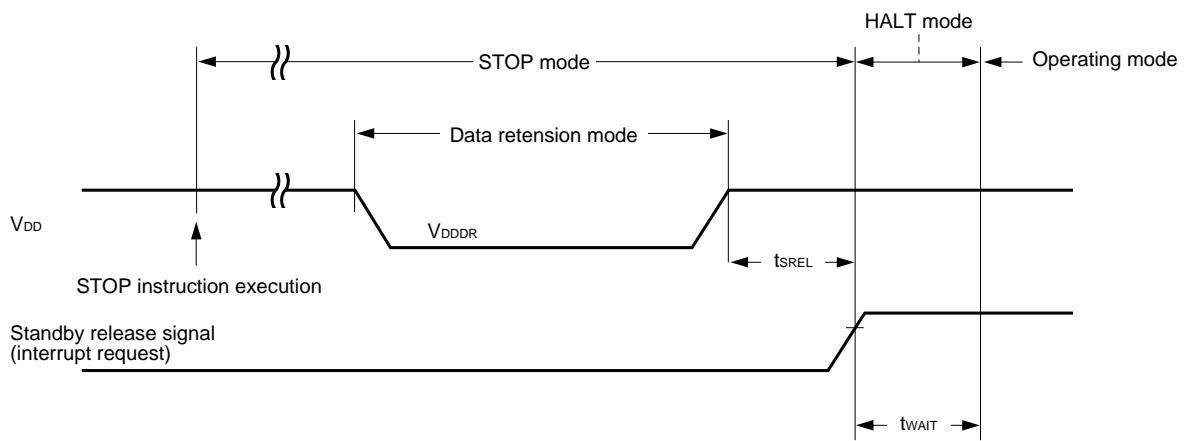 HALT mode
STOP mode
Operating mode
Data retension mode
VDD
VDDDR
tSREL
STOP instruction execution
Standby release signal
(interrupt request)
tWAIT